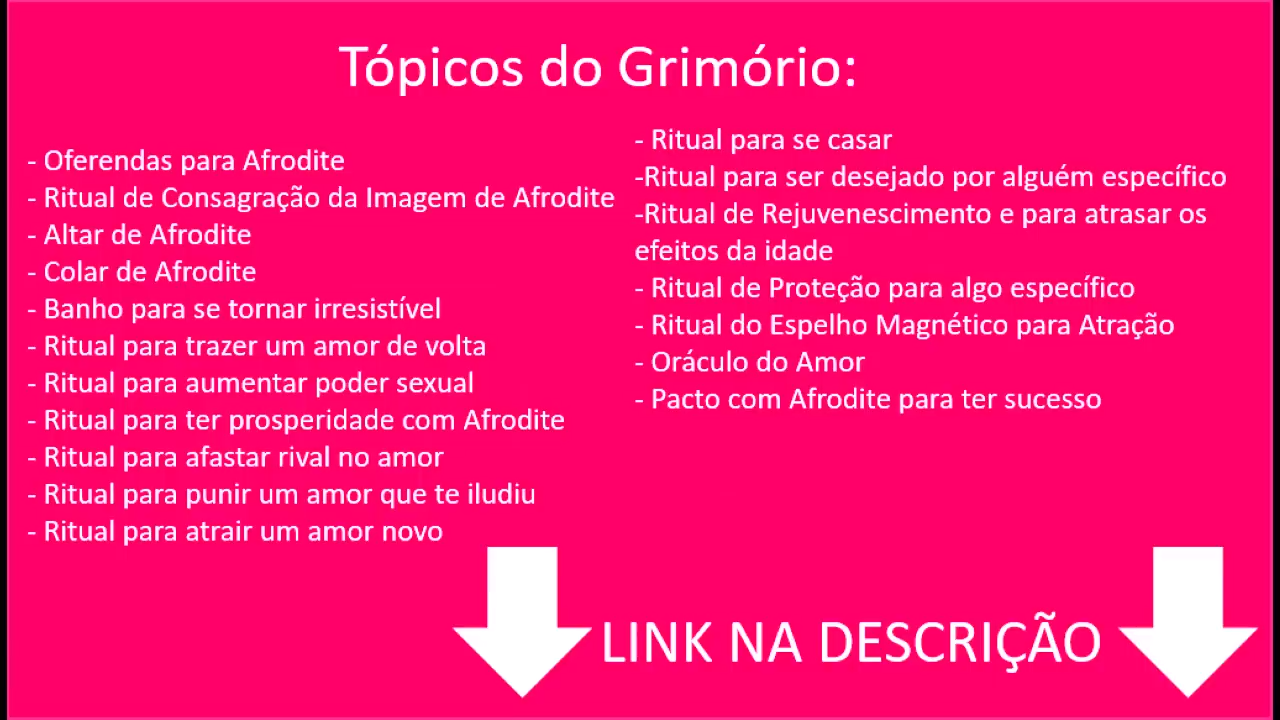 Tópicos do Grimório:
- Oferendas para Afrodite
- Ritual de Consagração da Imagem de Afrodite
- Altar de Afrodite
- Colar de Afrodite
- Banho para se tornar irresistível
- Ritual para trazer um amor de volta
- Ritual para aumentar poder sexual
- Ritual para ter prosperidade com Afrodite
- Ritual para afastar rival no amor
- Ritual para punir um amor que te iludiu
- Ritual para atrair um amor novo
- Ritual para se casar
-Ritual para ser desejado por alguém específico
-Ritual de Rejuvenescimento e para atrasar os
efeitos da idade
- Ritual de Proteção para algo específico
- Ritual do Espelho Magnético para Atração
- Oráculo do Amor
- Pacto com Afrodite para ter sucesso
LINK NA DESCRIÇÃO